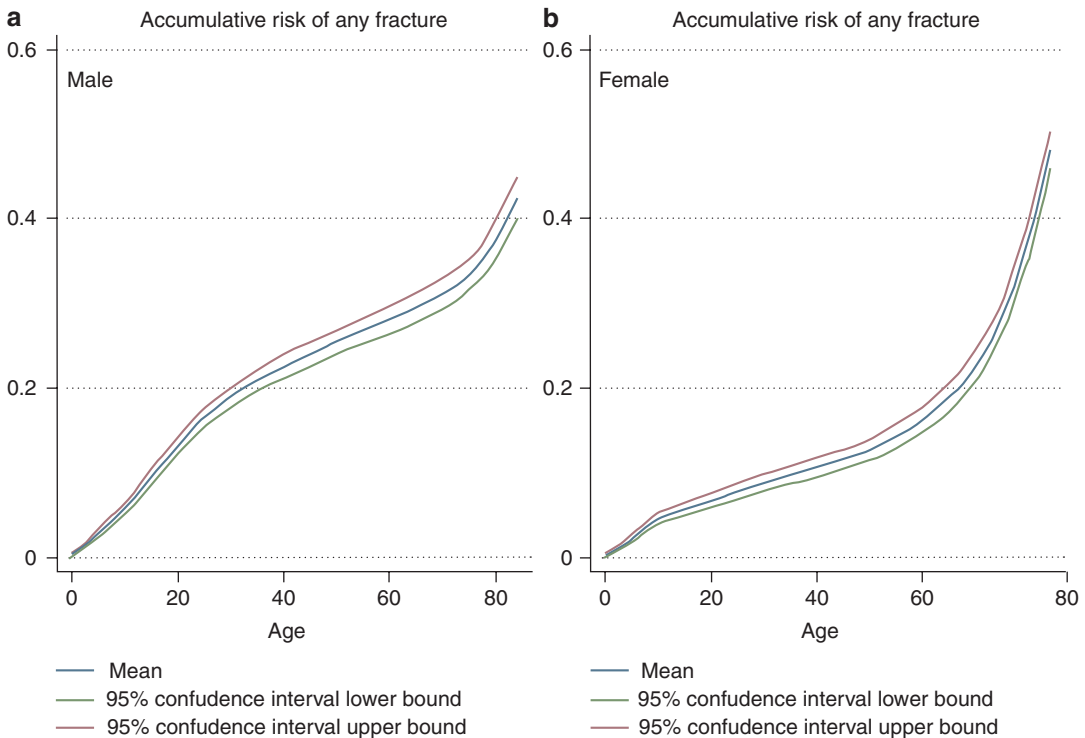 a
Accumulative risk of any fracture
0.6
Male
0.4
0.2
0
0 20 40 60 80
Age
Mean
95% confudence interval lower bound
95% confudence interval upper bound
b
Accumulative risk of any fracture
0.6
Female
0.4
0.2
0
0 20 40 60 80
Age
Mean
95% confudence interval lower bound
95% confudence interval upper bound